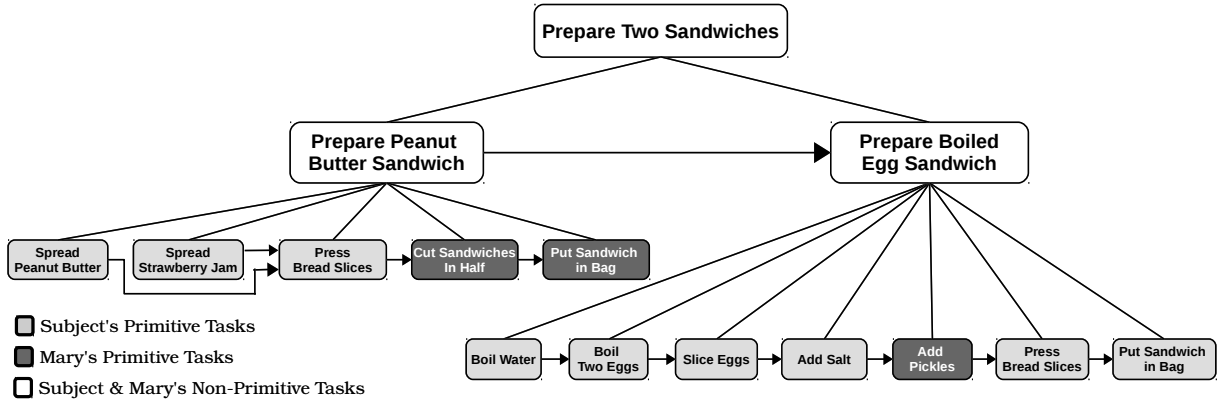 Prepare Two Sandwiches
Prepare Peanut
Butter Sandwich
Prepare Boiled
Egg Sandwich
Spread
Peanut Butter
Spread
Strawberry Jam
Press
Bread Slices
Cut Sandwiches
In Half
Put Sandwich
in Bag
Boil Water
Boil
Two Eggs
Slice Eggs
Add Salt
Add
Pickles
Press
Bread Slices
Put Sandwich
in Bag
Subject's Primitive Tasks
Mary's Primitive Tasks
Subject & Mary's Non-Primitive Tasks